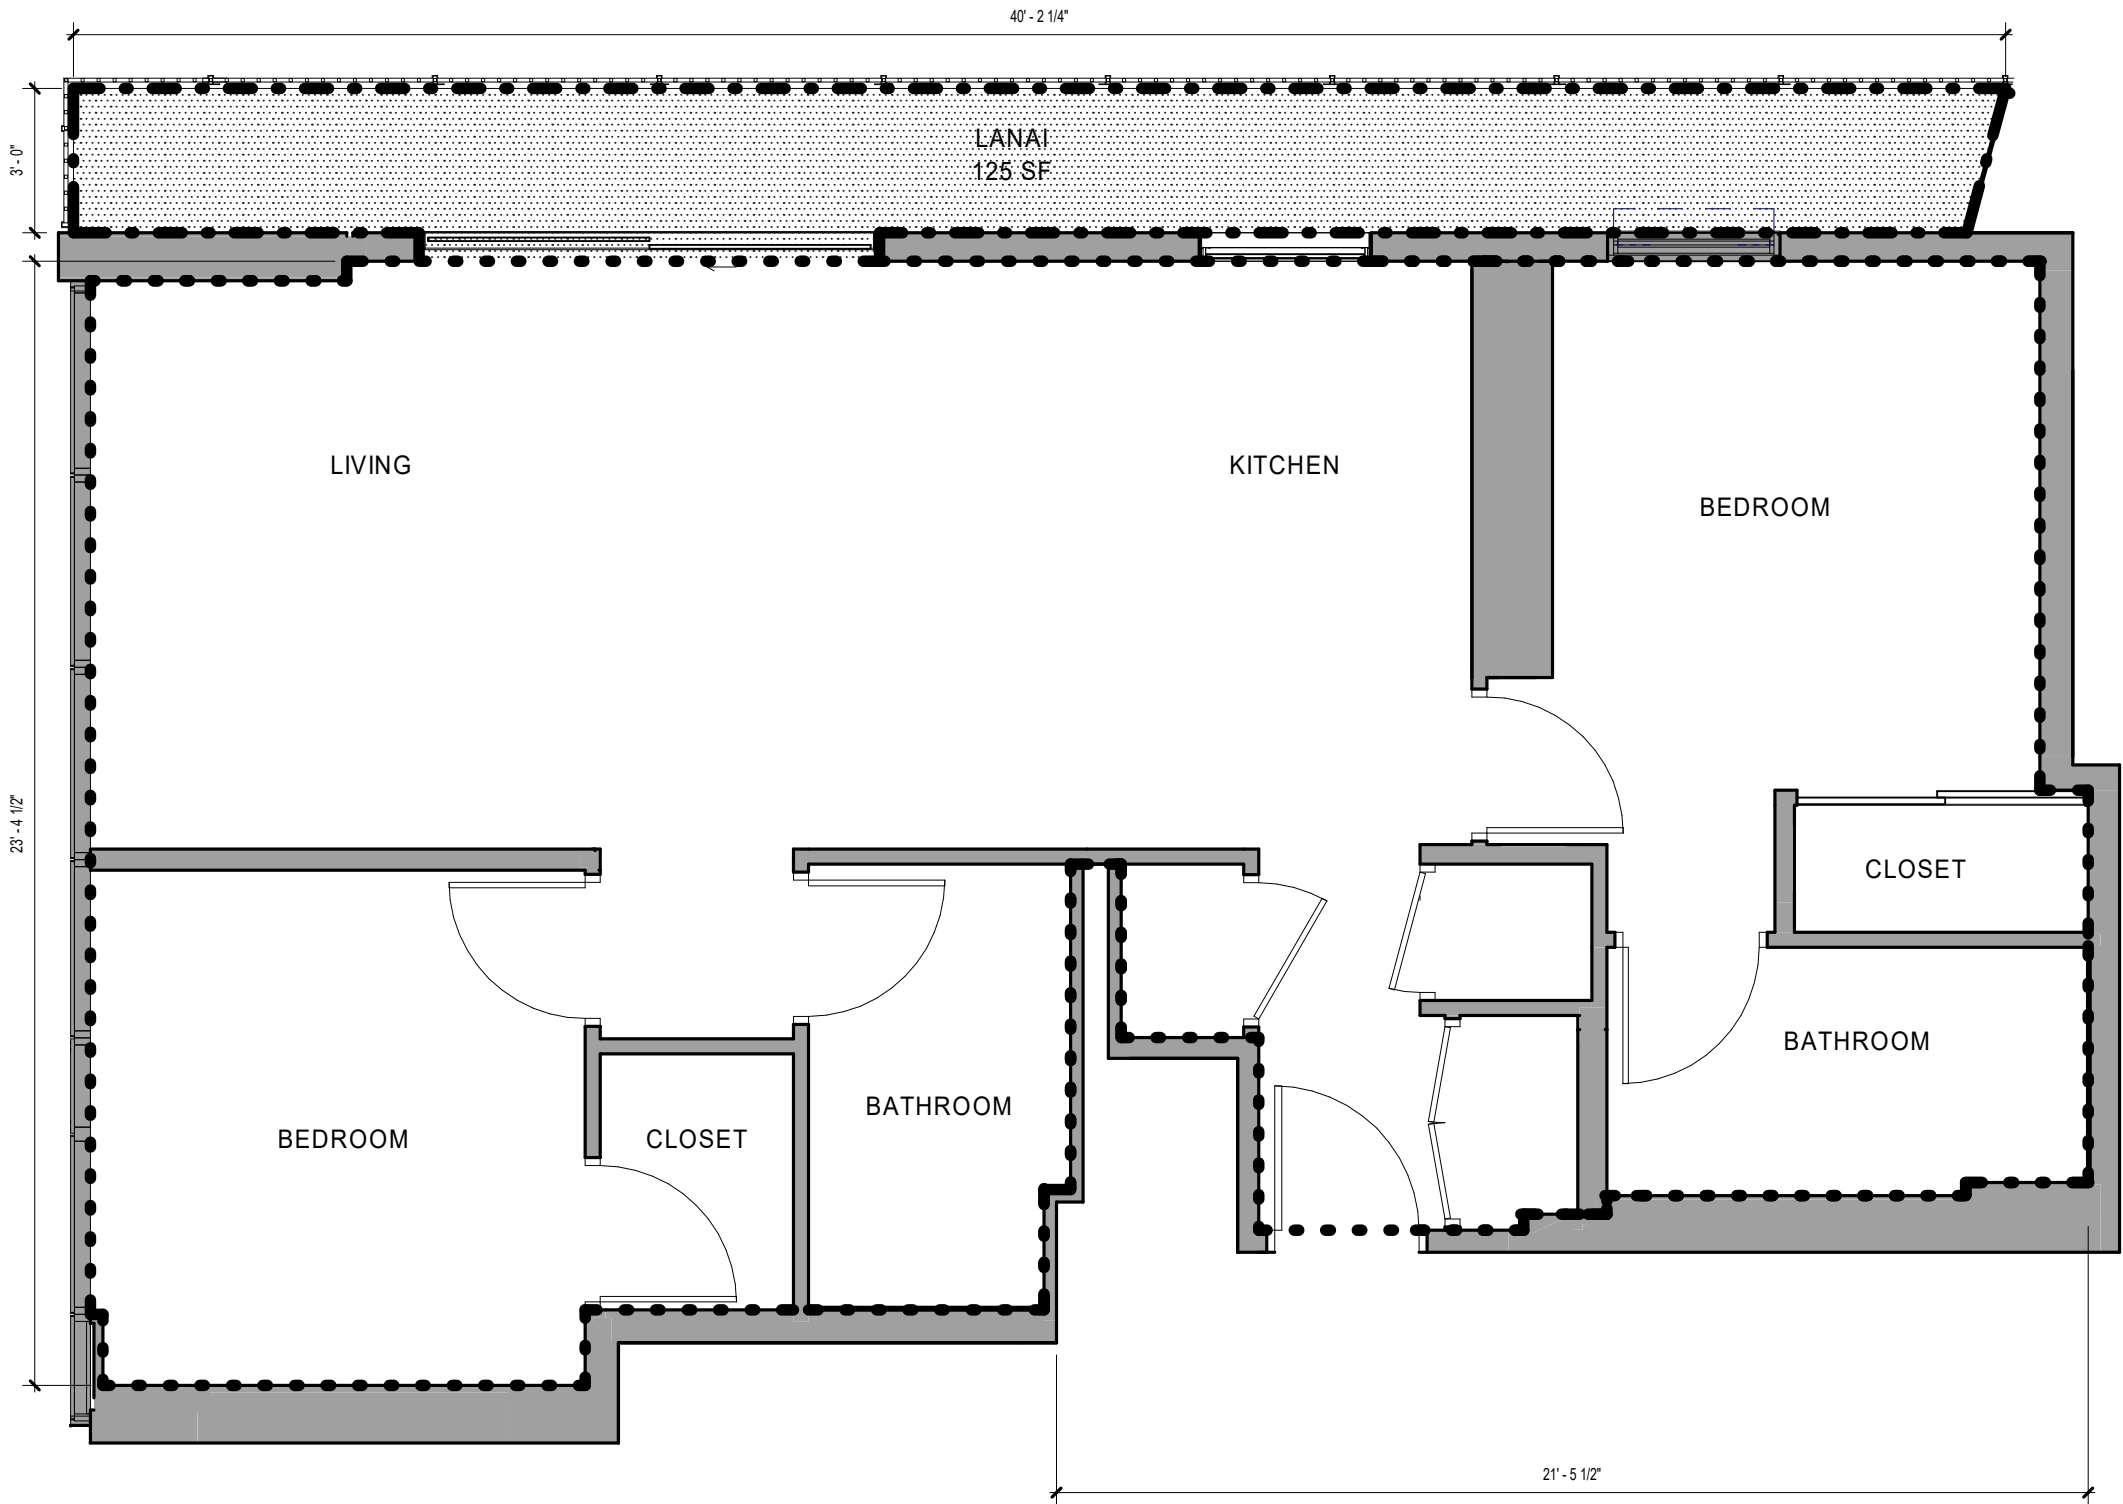 40' - 2 1/4"
3' - 0"
LANAI
125 SF
LIVING
KITCHEN
BEDROOM
23' - 4 1/2"
CLOSET
BATHROOM
BATHROOM
BEDROOM
CLOSET
21' - 5 1/2"